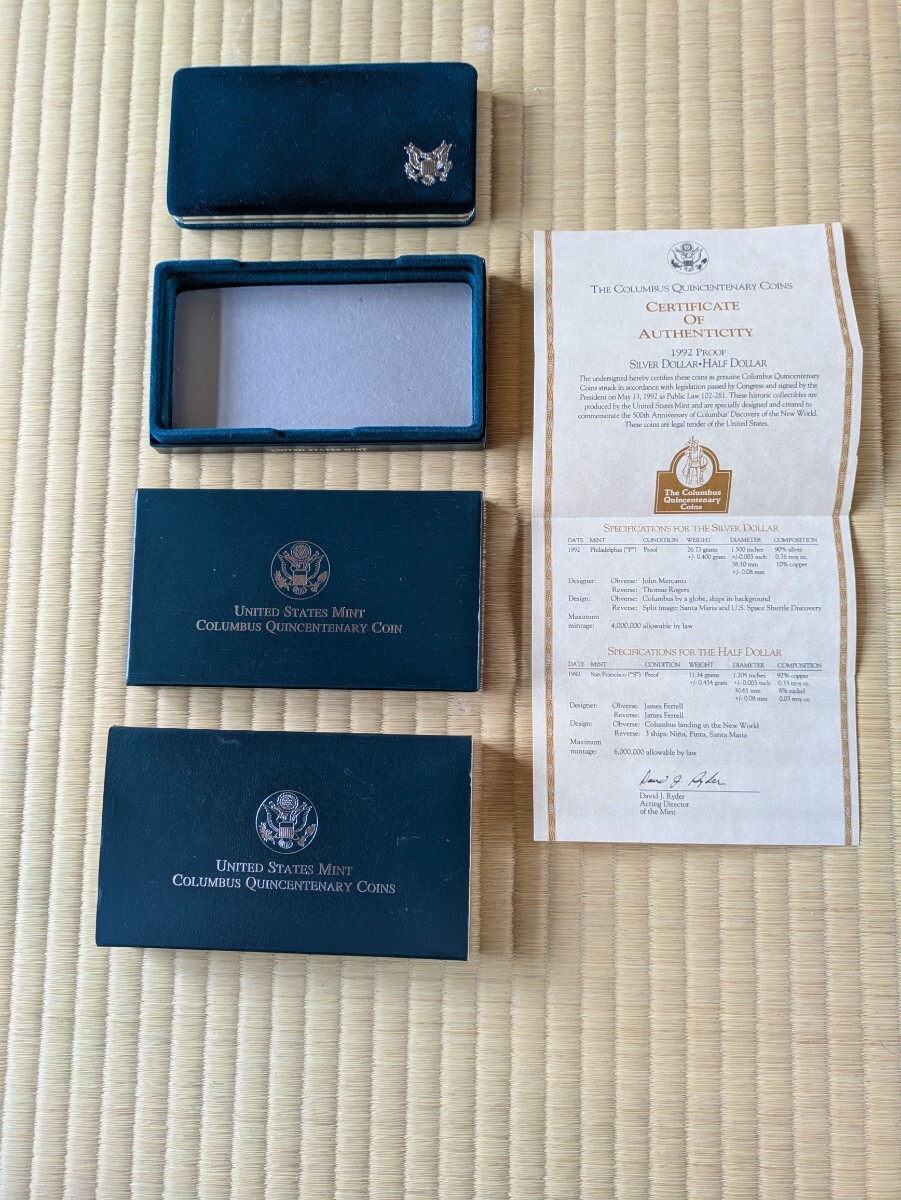 UNITED STATES MINT
UNITED STATES MINT
COLUMBUS QUINCENTENARY COIN
UNITED STATES MINT
COLUMBUS QUINCENTENARY COINS
THE COLUMBUS QUINCENTENARY COINS
CERTIFICATE
OF
AUTHENTICITY
1992 PROOF
SILVER DOLLAR•HALF DOLLAR
The undersigned hereby certifies these coins as genuine Columbus Quincentenary
Coins struck in accordance with legislation passed by Congress and signed by the
President on May 13, 1992 as Public Law 102-281. These historic collectibles are
produced by the United States Mint and are specially designed and created to
commemorate the 500th Anniversary of Columbus' Discovery of the New World.
These coins are legal tender of the United States.
The Columbus
Quincentenary
Coins
SPECIFICATIONS FOR THE SILVER DOLLAR
DATE MINT CONDITION WEIGHT DIAMETER COMPOSITION
1992 Philadelphia ("P") Proof 26.73 grams 1.500 inches 90% silver
+/- 0.400 gram +/-0.003 inch 0.76 troy oz.
38.10 mm 10% copper
+/- 0.08 mm
Designer: Obverse: John Mercanti
Reverse: Thomas Rogers
Design: Obverse: Columbus by a globe, ships in background
Reverse: Split image: Santa Maria and U.S. Space Shuttle Discovery
Maximum
mintage: 4,000,000 allowable by law
SPECIFICATIONS FOR THE HALF DOLLAR
DATE MINT CONDITION WEIGHT DIAMETER COMPOSITION
1992 San Francisco ("S") Proof 11.34 grams 1.205 inches 92% copper
+/- 0.454 gram +/- 0.003 inch 0.33 troy oz.
30.61 mm 8% nickel
+/- 0.08 mm 0.03 troy oz.
Designer: Obverse: James Ferrell
Reverse: James Ferrell
Design: Obverse: Columbus landing in the New World
Reverse: 3 ships: Niña, Pinta, Santa Maria
Maximum
mintage: 6,000,000 allowable by law
David J. Ryder
David J. Ryder
Acting Director
of the Mint